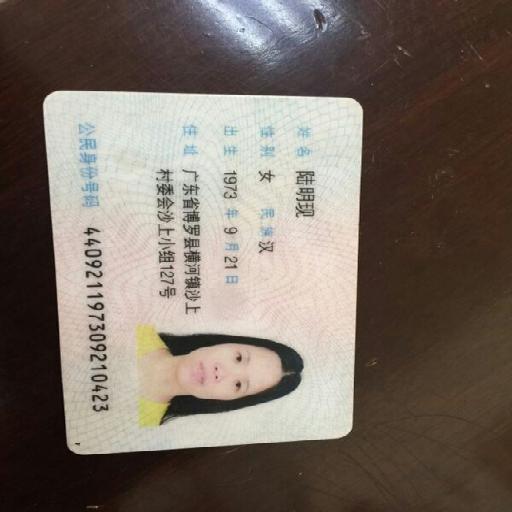 姓名 陆明现
性别 女 民族 汉
出生 1973 年 9 月 21 日
住址 广东省博罗县横河镇沙上
村委会沙上小组127号
公民身份号码 440921197309210423